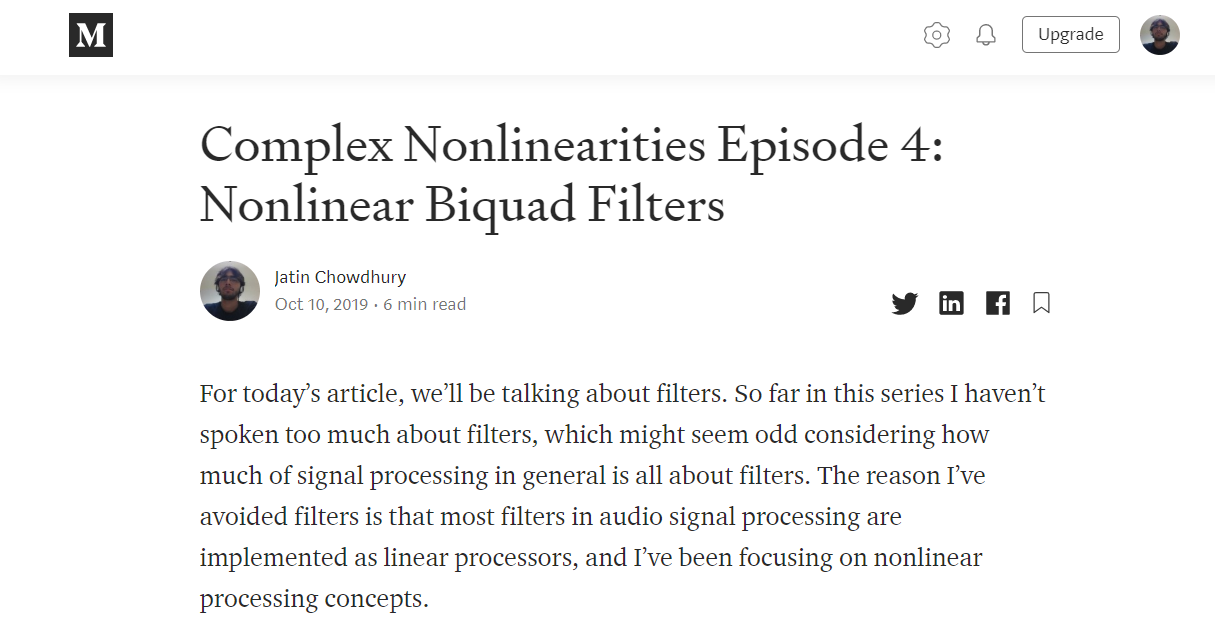 M
Upgrade
Complex Nonlinearities Episode 4:
Nonlinear Biquad Filters
Jatin Chowdhury
Oct 10, 2019 · 6 min read
in
f
For today’s article, we’ll be talking about filters. So far in this series I haven’t
spoken too much about filters, which might seem odd considering how
much of signal processing in general is all about filters. The reason I’ve
avoided filters is that most filters in audio signal processing are
implemented as linear processors, and I’ve been focusing on nonlinear
processing concepts.